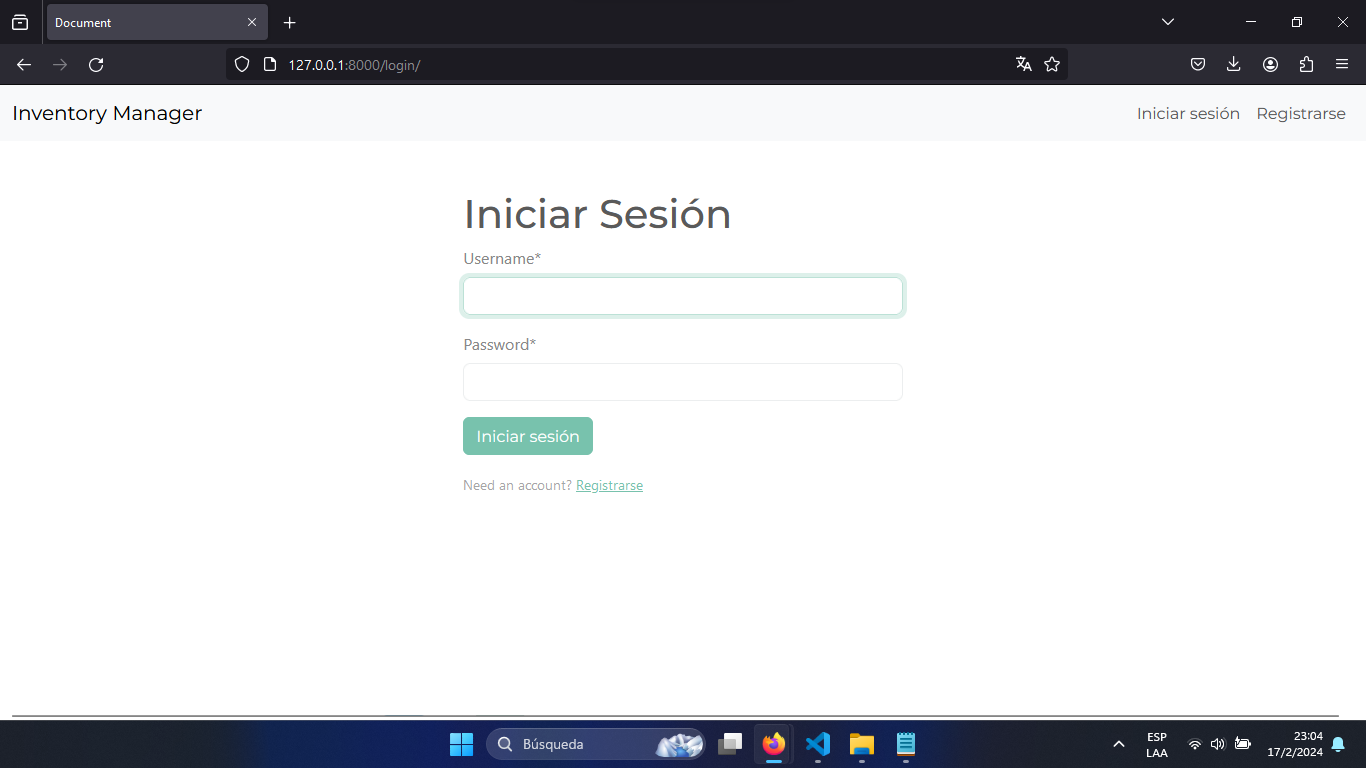 Document
127.0.0.1:8000/login/
Inventory Manager
Iniciar sesión Registrarse
Iniciar Sesión
Username*
Password*
Iniciar sesión
Need an account? Registrarse
Búsqueda
ESP
LAA
23:04
17/2/2024